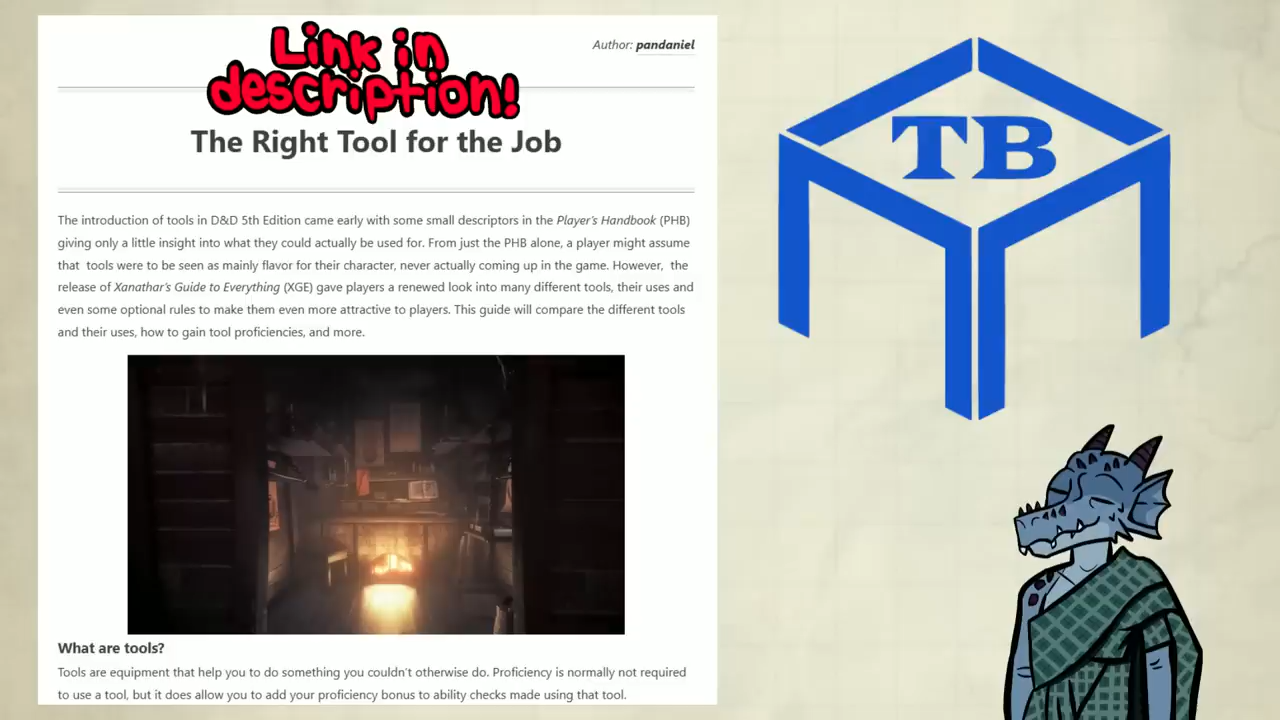 Link in
description!
Author: pandaniel
The Right Tool for the Job
The introduction of tools in D&D 5th Edition came early with some small descriptors in the Player's Handbook (PHB)
giving only a little insight into what they could actually be used for. From just the PHB alone, a player might assume
that tools were to be seen as mainly flavor for their character, never actually coming up in the game. However, the
release of Xanathar's Guide to Everything (XGE) gave players a renewed look into many different tools, their uses and
even some optional rules to make them even more attractive to players. This guide will compare the different tools
and their uses, how to gain tool proficiencies, and more.
What are tools?
Tools are equipment that help you to do something you couldn't otherwise do. Proficiency is normally not required
to use a tool, but it does allow you to add your proficiency bonus to ability checks made using that tool.
TB